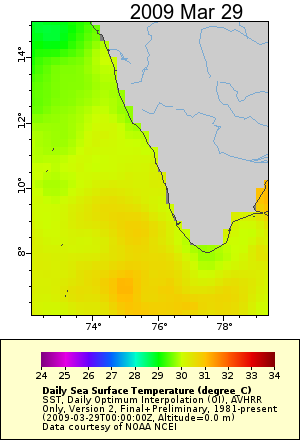 2009 Mar 29
14°
12°
10°
8°
74°
76°
78°
24 25 26 27 28 29 30 31 32 33 34
Daily Sea Surface Temperature (degree_C)
SST, Daily Optimum Interpolation (OI), AVHRR
Only, Version 2, Final+Preliminary, 1981-present
(2009-03-29T00:00:00Z, Altitude=0.0 m)
Data courtesy of NOAA NCEI